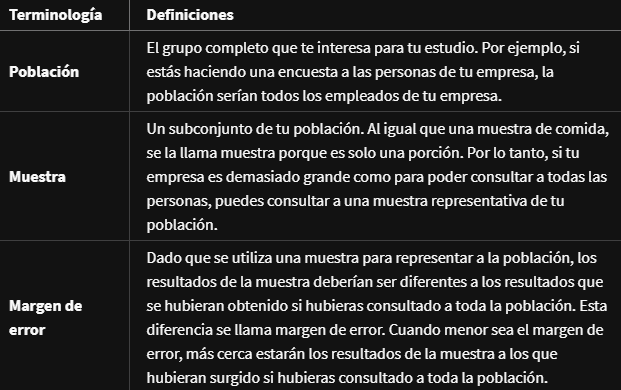 Terminología
Definiciones
Población
El grupo completo que te interesa para tu estudio. Por ejemplo, si
estás haciendo una encuesta a las personas de tu empresa, la
población serían todos los empleados de tu empresa.
Muestra
Un subconjunto de tu población. Al igual que una muestra de comida,
se la llama muestra porque es solo una porción. Por lo tanto, si tu
empresa es demasiado grande como para poder consultar a todas las
personas, puedes consultar a una muestra representativa de tu
población.
Margen de
error
Dado que se utiliza una muestra para representar a la población, los
resultados de la muestra deberían ser diferentes a los resultados que
se hubieran obtenido si hubieras consultado a toda la población. Esta
diferencia se llama margen de error. Cuando menor sea el margen de
error, más cerca estarán los resultados de la muestra a los que
hubieran surgido si hubieras consultado a toda la población.